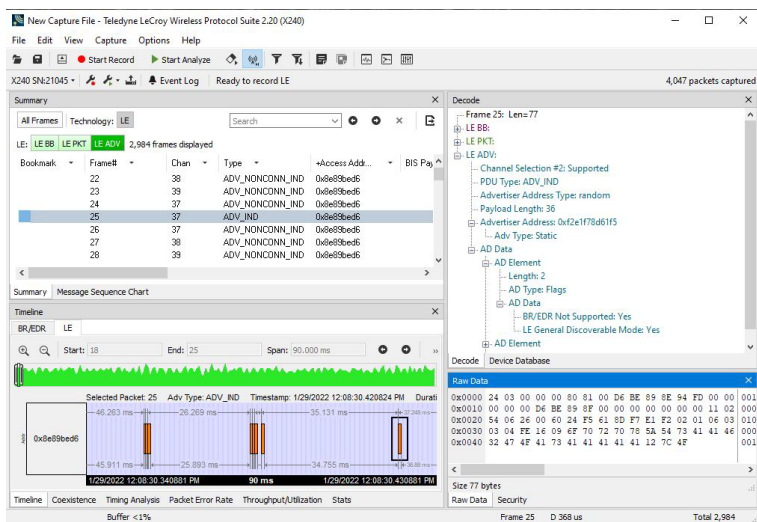 New Capture File - Teledyne LeCroy Wireless Protocol Suite 2.20 (X240)
File Edit View Capture Options Help
Start Record Start Analyze
X240 SN:21045 Event Log Ready to record LE 4,047 packets captured
Summary
All Frames Technology: LE Search
LE: LE BB LE PKT LE ADV 2,984 frames displayed
Bookmark Frame# Chan Type +Access Addr... BIS Pay
22 38 ADV_NONCONN_IND 0x8e89bed6
23 39 ADV_NONCONN_IND 0x8e89bed6
24 37 ADV_NONCONN_IND 0x8e89bed6
25 37 ADV_IND 0x8e89bed6
26 37 ADV_NONCONN_IND 0x8e89bed6
27 38 ADV_NONCONN_IND 0x8e89bed6
28 39 ADV_NONCONN_IND 0x8e89bed6
Summary Message Sequence Chart
Timeline
BR/EDR LE
Start: 18 End: 25 Span: 90.000 ms
Selected Packet: 25 Adv Type: ADV_IND Timestamp: 1/29/2022 12:08:30.420824 PM Durati
46.263 ms 26.269 ms 35.131 ms
0x8e89bed6
45.911 ms 25.893 ms 34.755 ms
1/29/2022 12:08:30.340881 PM 90 ms 1/29/2022 12:08:30.430881 PM
Timeline Coexistence Timing Analysis Packet Error Rate Throughput/Utilization Stats
Decode
Frame 25: Len=77
LE BB:
LE PKT:
LE ADV:
Channel Selection #2: Supported
PDU Type: ADV_IND
Advertiser Address Type: random
Payload Length: 36
Advertiser Address: 0xf2e1f78d61f5
Adv Type: Static
AD Data
AD Element
Length: 2
AD Type: Flags
AD Data
BR/EDR Not Supported: Yes
LE General Discoverable Mode: Yes
AD Element
Decode Device Database
Raw Data
0x0000 24 03 00 00 00 80 81 00 D6 BE 89 8E 94 FD 00 00 001
0x0010 00 00 00 D6 BE 89 8F 00 00 00 00 00 00 00 11 02 000
0x0020 54 06 26 00 60 24 F5 61 8D F7 E1 F2 02 01 06 03 010
0x0030 03 04 FE 16 09 6F 70 72 70 78 5A 54 73 41 41 46 000
0x0040 32 47 4F 41 73 41 41 41 41 41 12 7C 4F 001
Size 77 bytes
Raw Data Security
Buffer <1% Frame 25 D 368 us Total 2,984